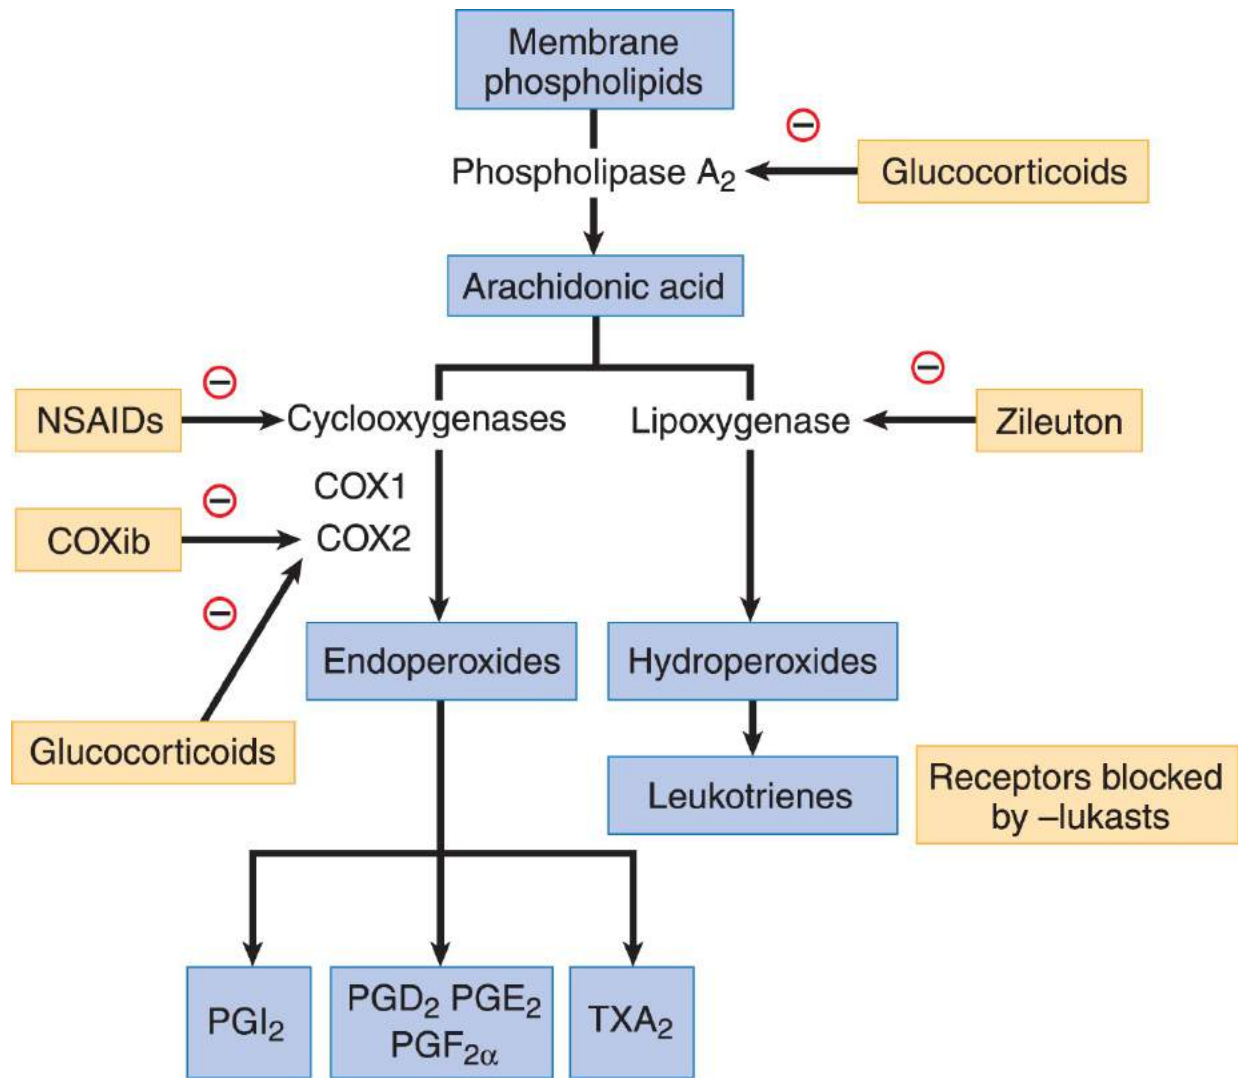 Membrane
phospholipids
⊖
Phospholipase A₂
Glucocorticoids
Arachidonic acid
⊖
⊖
NSAIDs
Cyclooxygenases
Lipoxygenase
Zileuton
COX1
⊖
COXib
COX2
⊖
Endoperoxides
Hydroperoxides
Glucocorticoids
Leukotrienes
Receptors blocked
by –lukasts
PGI₂
PGD₂ PGE₂
PGF₂α
TXA₂